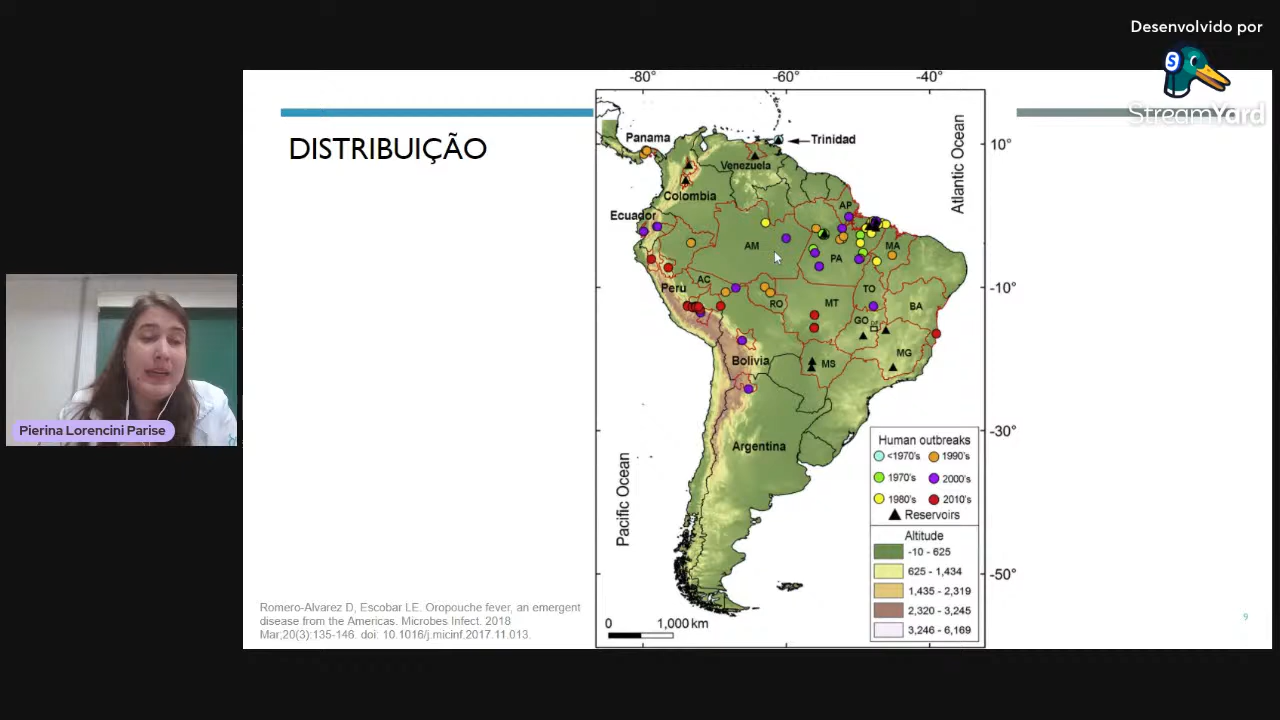 Desenvolvido por
StreamYard
DISTRIBUIÇÃO
-80°
-60°
-40°
Panama
Trinidad
Venezuela
Colombia
Ecuador
Peru
Bolivia
Argentina
AP
AM
PA
MA
AC
RO
MT
TO
BA
GO
MG
MS
Atlantic Ocean
Pacific Ocean
10°
-10°
-30°
-50°
Human outbreaks
<1970's
1990's
1970's
2000's
1980's
2010's
Reservoirs
Altitude
-10 - 625
625 - 1,434
1,435 - 2,319
2,320 - 3,245
3,246 - 6,169
0
1,000 km
Pierina Lorencini Parise
Romero-Alvarez D, Escobar LE. Oropouche fever, an emergent
disease from the Americas. Microbes Infect. 2018
Mar;20(3):135-146. doi: 10.1016/j.micinf.2017.11.013.
9